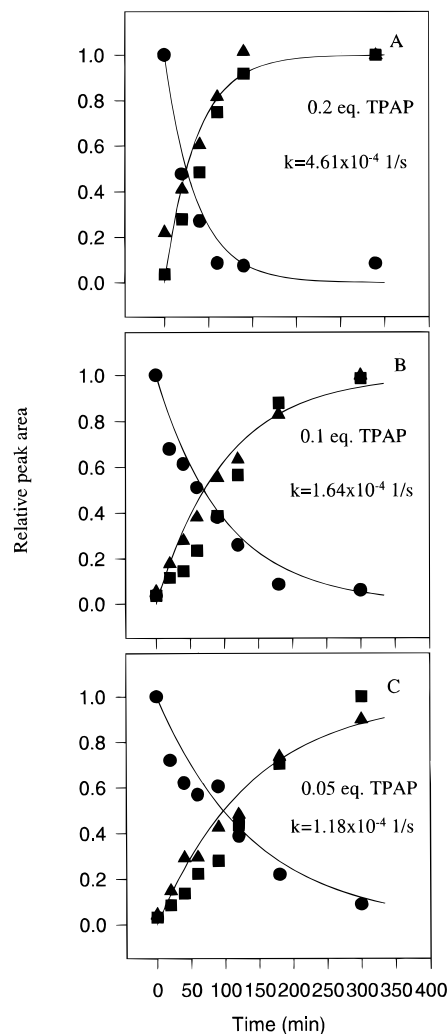 A
1.0
0.8
0.6
0.4
0.2
0.0
0.2 eq. TPAP
k=4.61x10⁻⁴ 1/s
B
1.0
0.8
0.6
0.4
0.2
0.0
0.1 eq. TPAP
k=1.64x10⁻⁴ 1/s
Relative peak area
C
1.0
0.8
0.6
0.4
0.2
0.0
0.05 eq. TPAP
k=1.18x10⁻⁴ 1/s
0 50 100 150 200 250 300 350 400
Time (min)